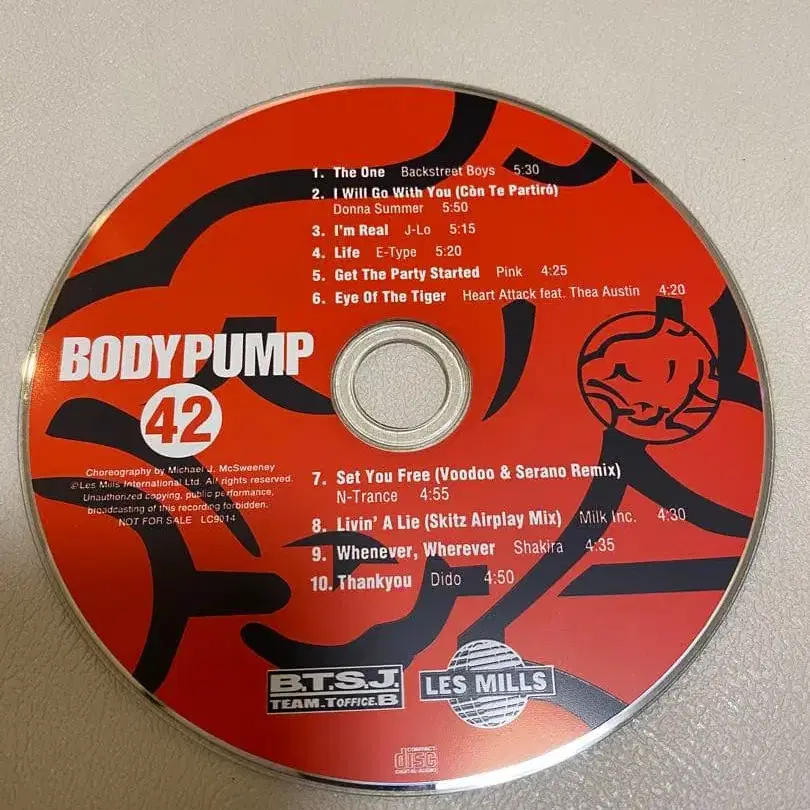 1. The One Backstreet Boys 5:30
2. I Will Go With You (Còn Te Partiró)
Donna Summer 5:50
3. I'm Real J-Lo 5:15
4. Life E-Type 5:20
5. Get The Party Started Pink 4:25
6. Eye Of The Tiger Heart Attack feat. Thea Austin 4:20
BODYPUMP
42
Choreography by Michael J. McSweeney
©Les Mills International Ltd. All rights reserved.
Unauthorized copying, public performance,
broadcasting of this recording forbidden.
NOT FOR SALE LC9014
7. Set You Free (Voodoo & Serano Remix)
N-Trance 4:55
8. Livin' A Lie (Skitz Airplay Mix) Milk Inc. 4:30
9. Whenever, Wherever Shakira 4:35
10. Thankyou Dido 4:50
B.T.S.J.
TEAM.TOFFICE.B
LES MILLS
COMPACT
disc
DIGITAL AUDIO